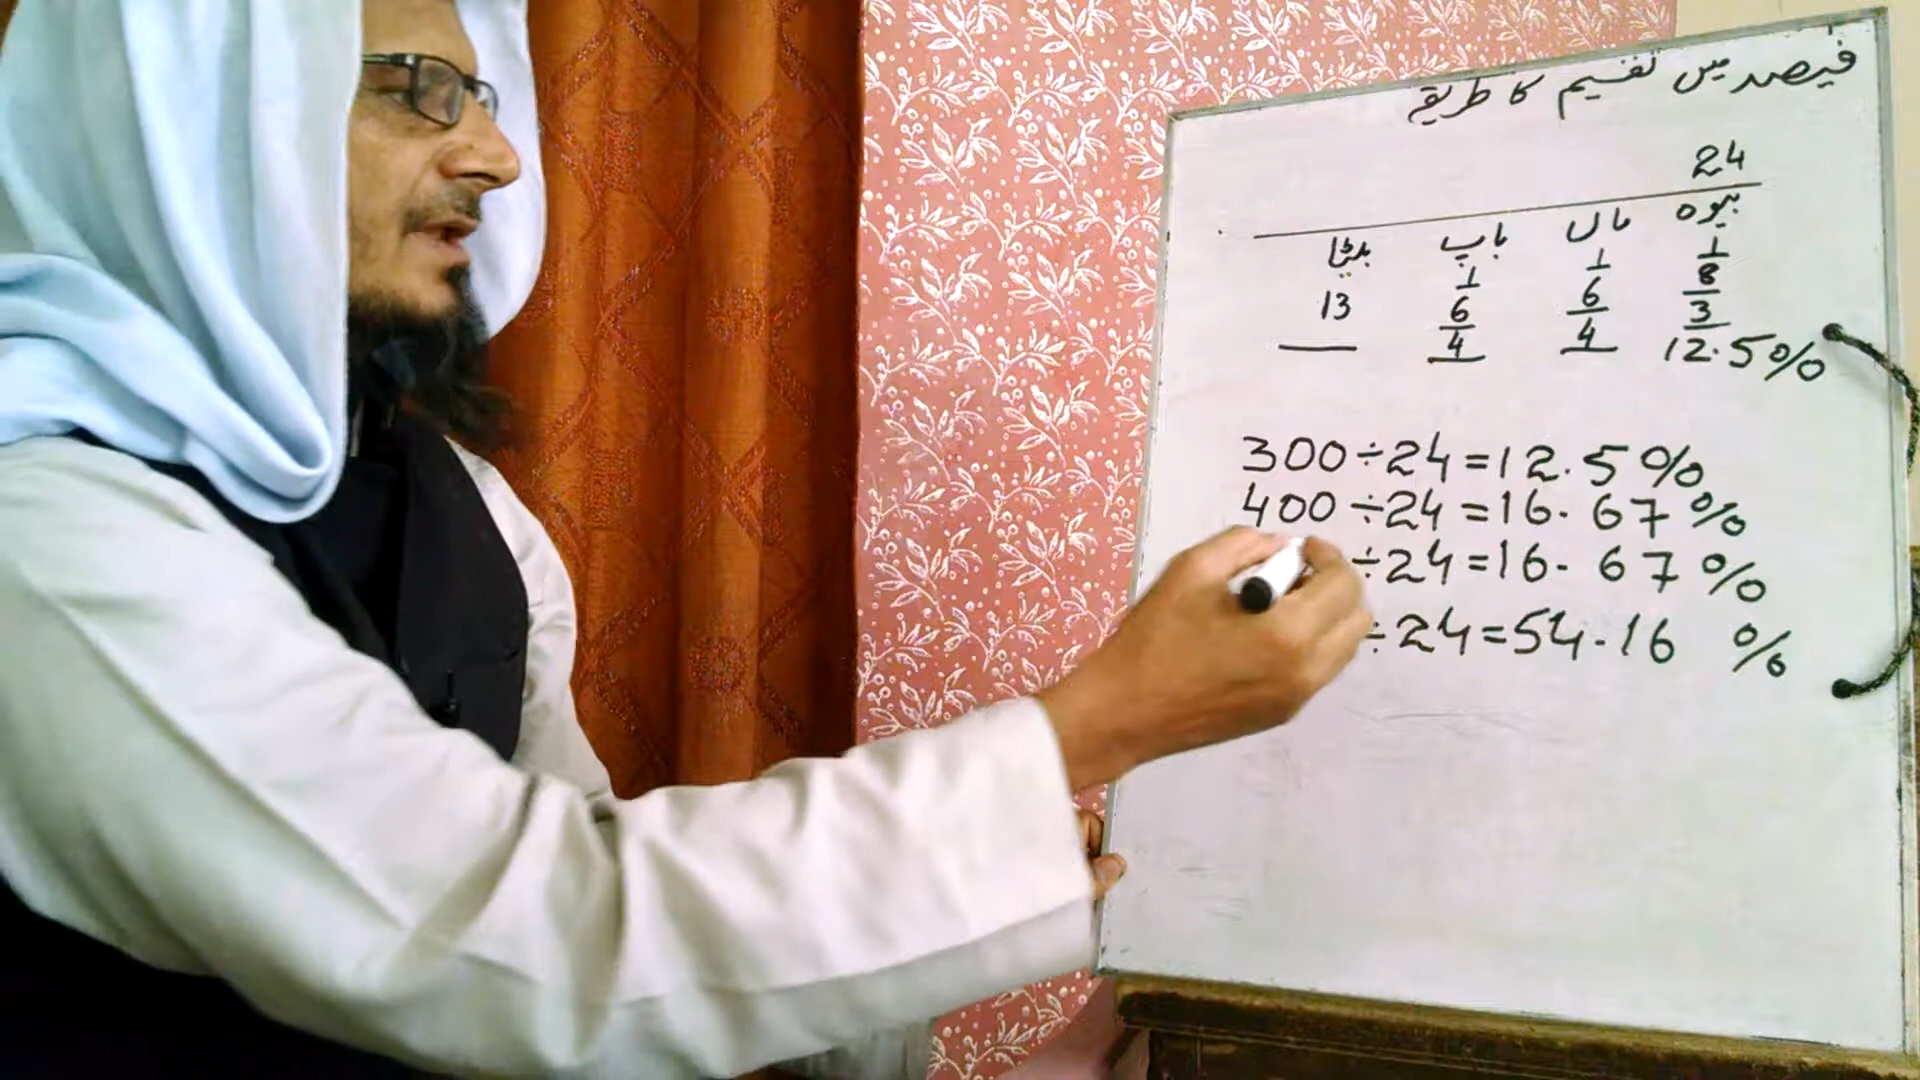 فیصد میں تقسیم کا طریقہ
24
بیوہ ماں باپ بیٹا
1/8 1/6 1/6 13
3 4 4
12.5%
300÷24=12.5%
400÷24=16.67%
÷24=16.67%
÷24=54.16 %